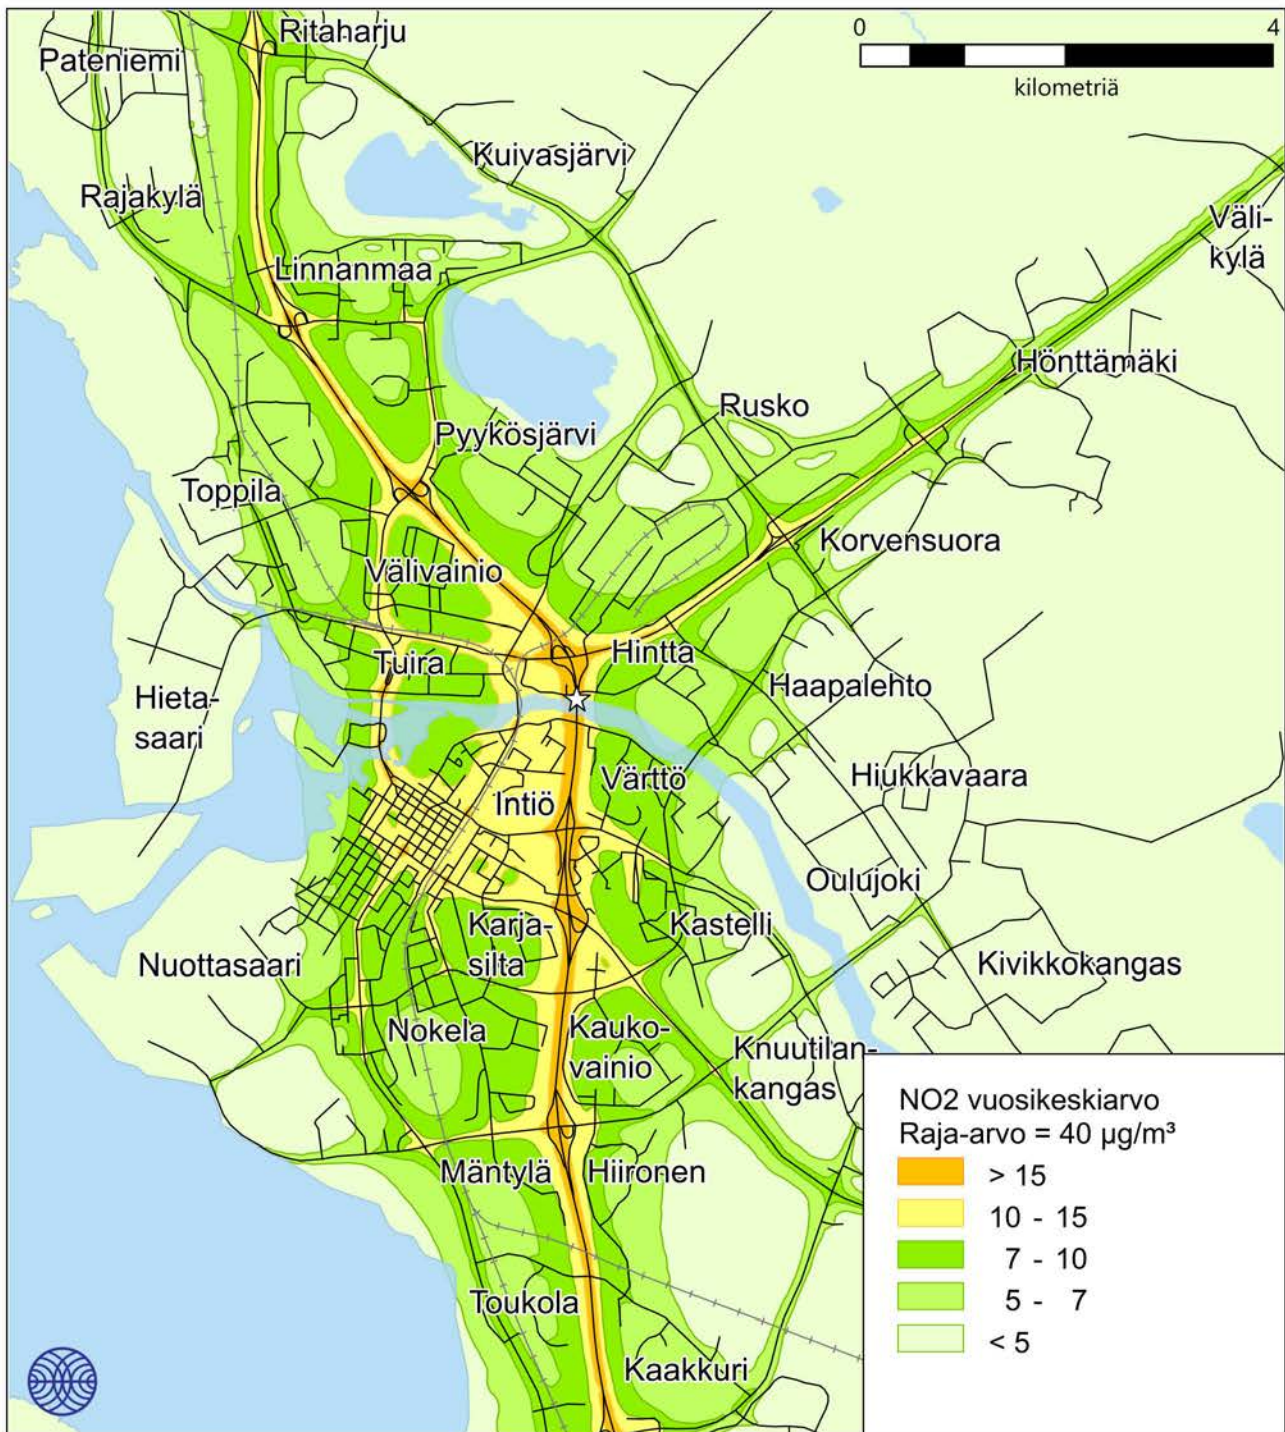 Ritaharju
0
4
Pateniemi
kilometriä
Kuivasjärvi
Rajakylä
Väli-
kylä
Linnanmaa
Hönttämäki
Rusko
Pyykösjärvi
Toppila
Korvensuora
Välivainio
Hintta
Tuira
Haapalehto
Hieta-
saari
Hiukkavaara
Värttö
Intiö
Oulujoki
Karja-
silta
Kastelli
Nuottasaari
Kivikkokangas
Nokela
Kauko-
vainio
Knuutilan-
kangas
NO2 vuosikeskiarvo
Raja-arvo = 40 µg/m³
> 15
10 - 15
7 - 10
5 - 7
< 5
Mäntylä
Hiironen
Toukola
Kaakkuri